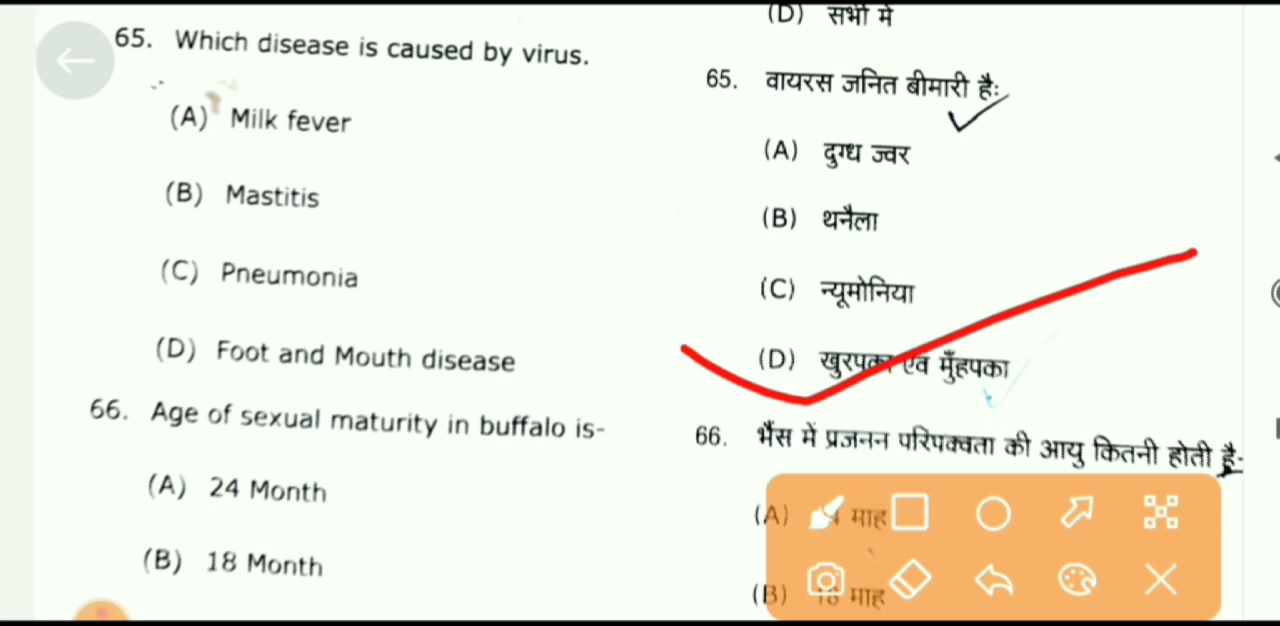 65. Which disease is caused by virus.
(A) Milk fever
(B) Mastitis
(C) Pneumonia
(D) Foot and Mouth disease
66. Age of sexual maturity in buffalo is-
(A) 24 Month
(B) 18 Month
(D) सभी मे
65. वायरस जनित बीमारी हैः
(A) दुग्ध ज्वर
(B) थनैला
(C) न्यूमोनिया
(D) खुरपका एवं मुँहपका
66. भैंस में प्रजनन परिपक्वता की आयु कितनी होती है-
(A) माह
(B) 18 माह